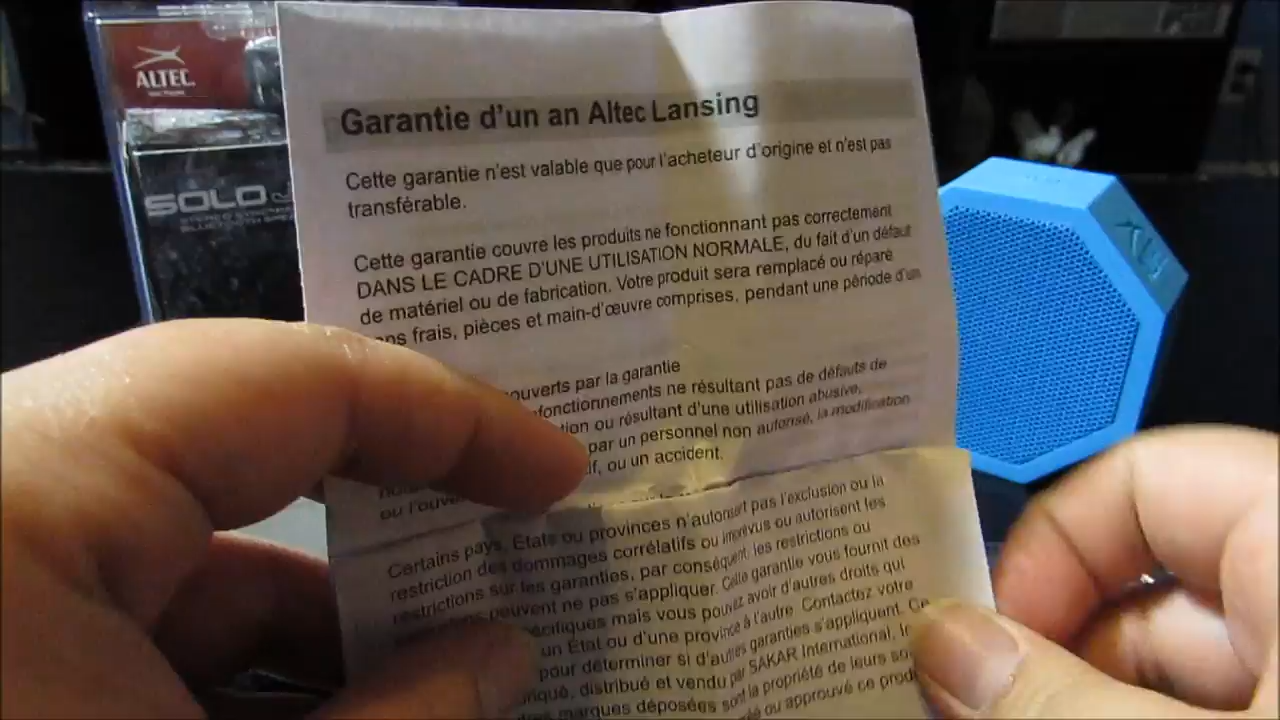 ALTEC
SOLO
Garantie d'un an Altec Lansing
Cette garantie n'est valable que pour l'acheteur d'origine et n'est pas
transférable.
Cette garantie couvre les produits ne fonctionnant pas correctement
DANS LE CADRE D'UNE UTILISATION NORMALE, du fait d'un défaut
de matériel ou de fabrication. Votre produit sera remplacé ou réparé
frais, pièces et main-d'œuvre comprises, pendant une période d'un
par la garantie
ne résultant pas de défauts de
ou résultant d'une utilisation abusive,
par un personnel non autorisé, la modification
ou un accident.
Certains pays, États ou provinces n'autorisent pas l'exclusion ou la
restriction des dommages corrélatifs ou imprévus ou autorisent les
restrictions sur les garanties, par conséquent, les restrictions ou
peuvent ne pas s'appliquer. Cette garantie vous fournit des
mais vous pouvez avoir d'autres droits qui
un État ou d'une province à l'autre. Contactez votre
pour déterminer si d'autres garanties s'appliquent. Ce
distribué et vendu par SAKAR International,
marques déposées sont la propriété de leurs
ou approuvé ce